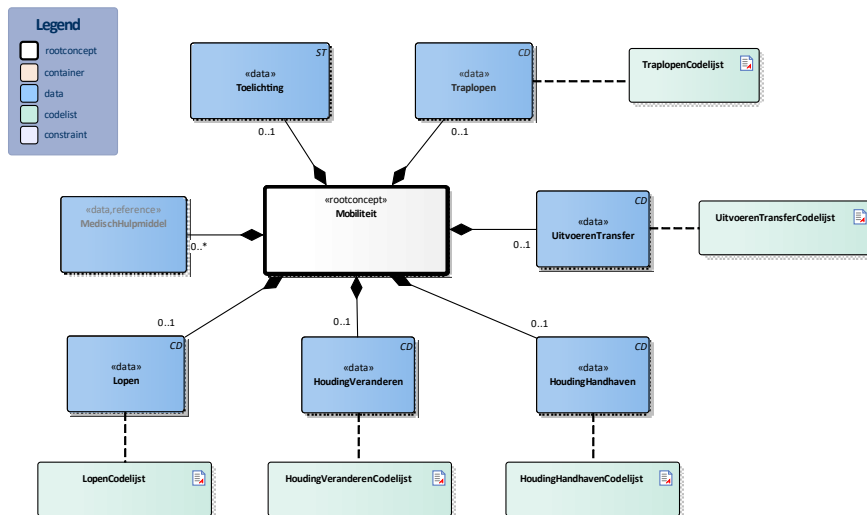 Legend
rootconcept
container
data
codelist
constraint
ST
«data»
Toelichting
0..1
CD
«data»
Traplopen
0..1
TraplopenCodelijst
«data,reference»
MedischHulpmiddel
0..*
«rootconcept»
Mobiliteit
CD
«data»
UitvoerenTransfer
0..1
UitvoerenTransferCodelijst
0..1
CD
«data»
Lopen
0..1
CD
«data»
HoudingVeranderen
0..1
CD
«data»
HoudingHandhaven
LopenCodelijst
HoudingVeranderenCodelijst
HoudingHandhavenCodelijst